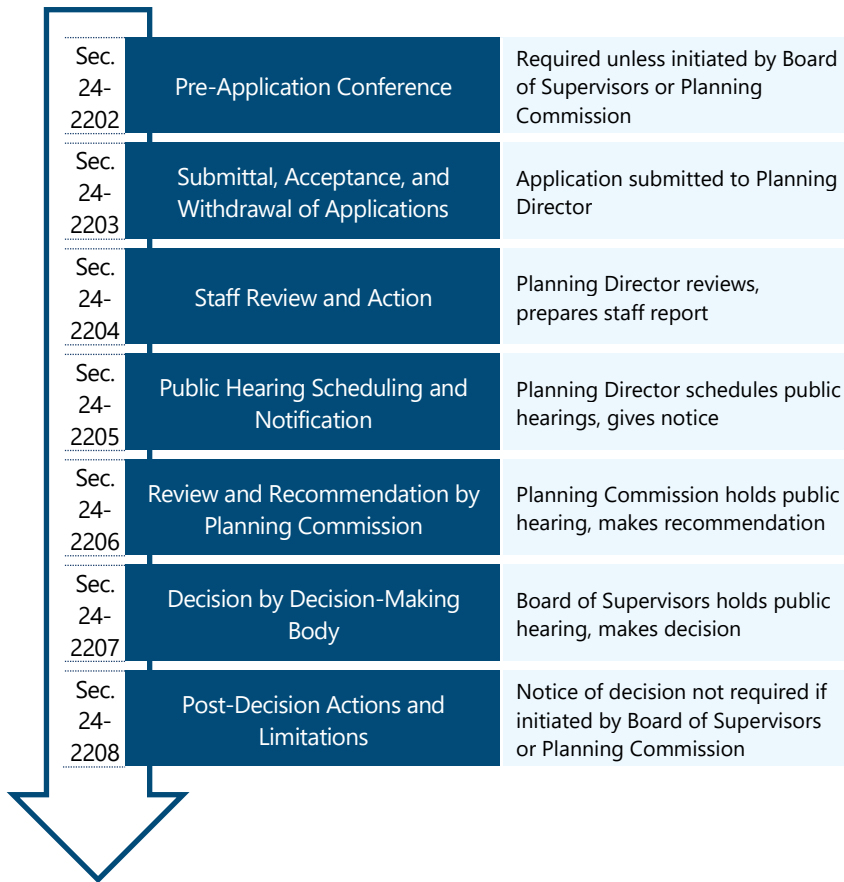 Sec.
24-
2202
Pre-Application Conference
Required unless initiated by Board
of Supervisors or Planning
Commission
Sec.
24-
2203
Submittal, Acceptance, and
Withdrawal of Applications
Application submitted to Planning
Director
Sec.
24-
2204
Staff Review and Action
Planning Director reviews,
prepares staff report
Sec.
24-
2205
Public Hearing Scheduling and
Notification
Planning Director schedules public
hearings, gives notice
Sec.
24-
2206
Review and Recommendation by
Planning Commission
Planning Commission holds public
hearing, makes recommendation
Sec.
24-
2207
Decision by Decision-Making
Body
Board of Supervisors holds public
hearing, makes decision
Sec.
24-
2208
Post-Decision Actions and
Limitations
Notice of decision not required if
initiated by Board of Supervisors
or Planning Commission